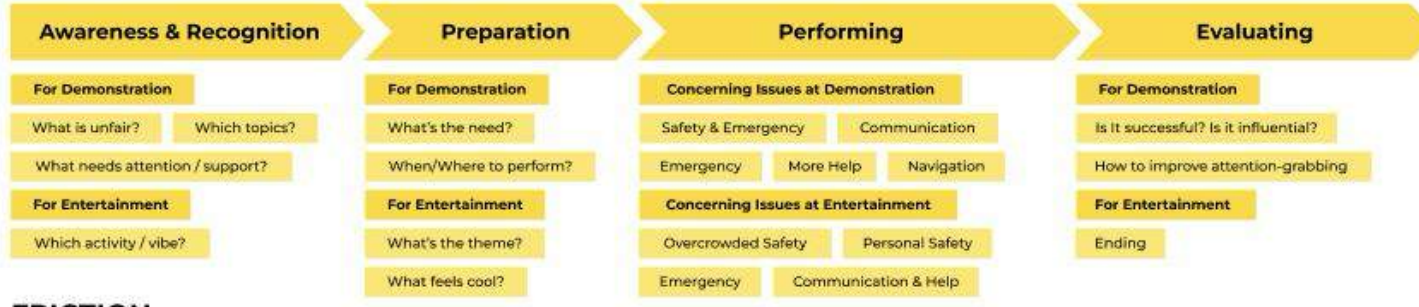 Awareness & Recognition
For Demonstration
What is unfair?
Which topics?
What needs attention / support?
For Entertainment
Which activity / vibe?
Preparation
For Demonstration
What's the need?
When/Where to perform?
For Entertainment
What's the theme?
What feels cool?
Performing
Concerning Issues at Demonstration
Safety & Emergency
Communication
Emergency
More Help
Navigation
Concerning Issues at Entertainment
Overcrowded Safety
Personal Safety
Emergency
Communication & Help
Evaluating
For Demonstration
Is It successful? Is it influential?
How to improve attention-grabbing
For Entertainment
Ending